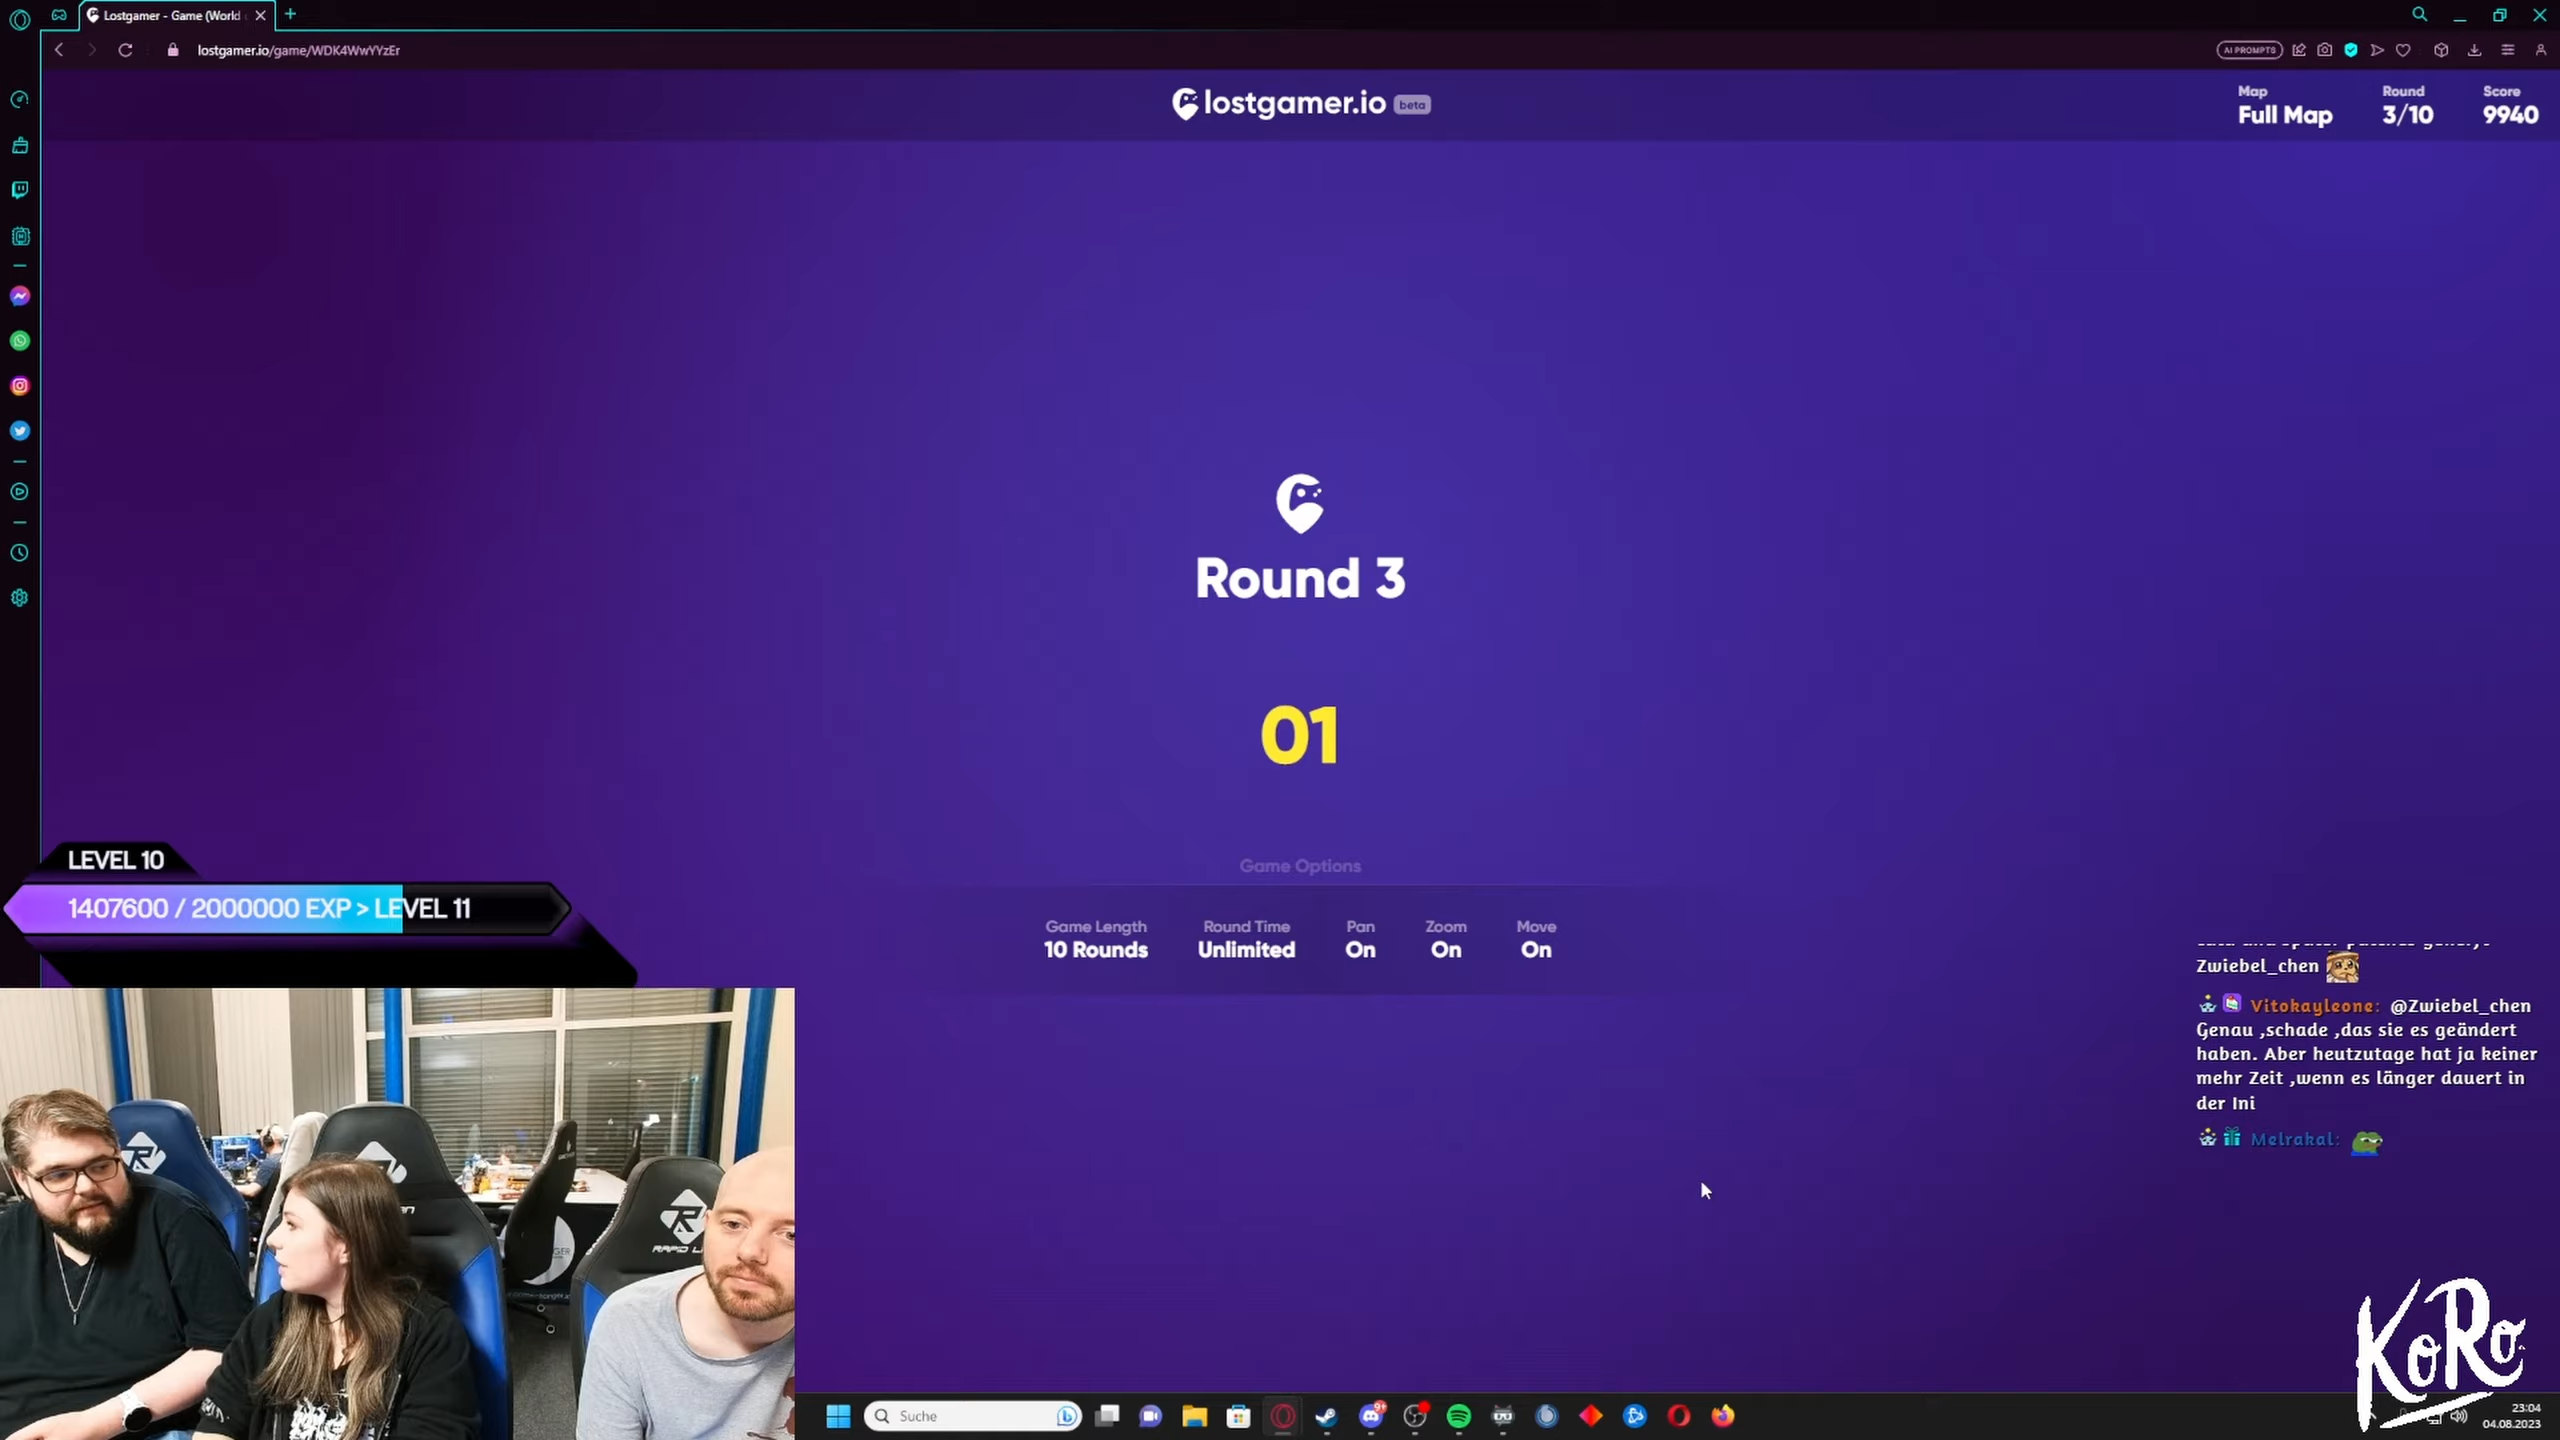 Lostgamer - Game (World
lostgamer.io/game/WDK4WwYYzEr
AI PROMPTS
lostgamer.io beta
Map
Full Map
Round
3/10
Score
9940
Round 3
01
Game Options
Game Length
10 Rounds
Round Time
Unlimited
Pan
On
Zoom
On
Move
On
LEVEL 10
1407600 / 2000000 EXP > LEVEL 11
Zwiebel_chen
Vitokayleone: @Zwiebel_chen
Genau ,schade ,das sie es geändert
haben. Aber heutzutage hat ja keiner
mehr Zeit ,wenn es länger dauert in
der Ini
Melrakal:
KoRo
Suche
9+
23:04
04.08.2023